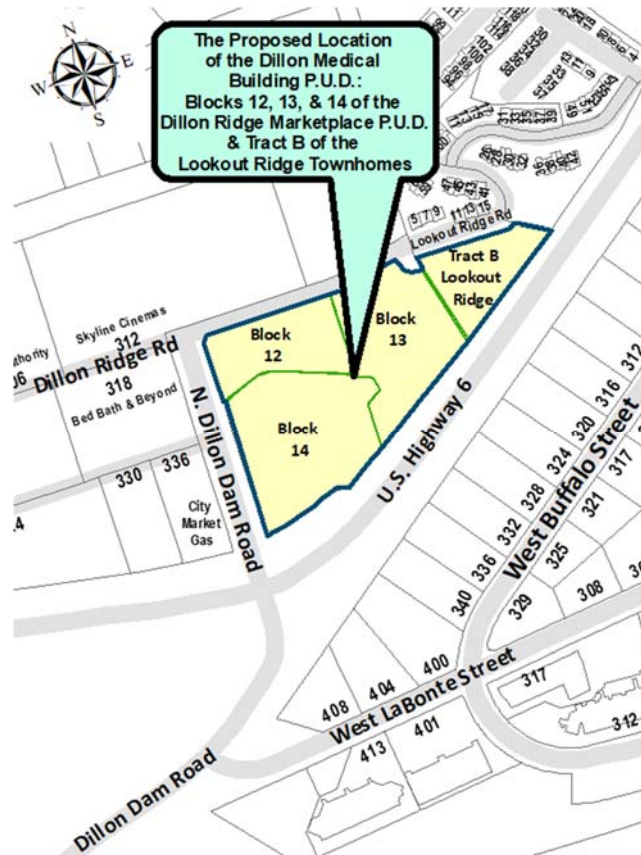 N
W
E
S
The Proposed Location
of the Dillon Medical
Building P.U.D.:
Blocks 12, 13, & 14 of the
Dillon Ridge Marketplace P.U.D.
& Tract B of the
Lookout Ridge Townhomes
5 7 9
11 13 15
Lookout Ridge Rd
Tract B
Lookout
Ridge
Block
13
Block
12
Block
14
Skyline Cinemas
312
Dillon Ridge Rd
318
Bed Bath & Beyond
330
336
City
Market
Gas
N. Dillon Dam Road
U.S. Highway 6
312
316
320
324
328
332
336
340
West Buffalo Street
317
321
325
329
308
400
404
408
West LaBonte Street
317
312
401
413
Dillon Dam Road